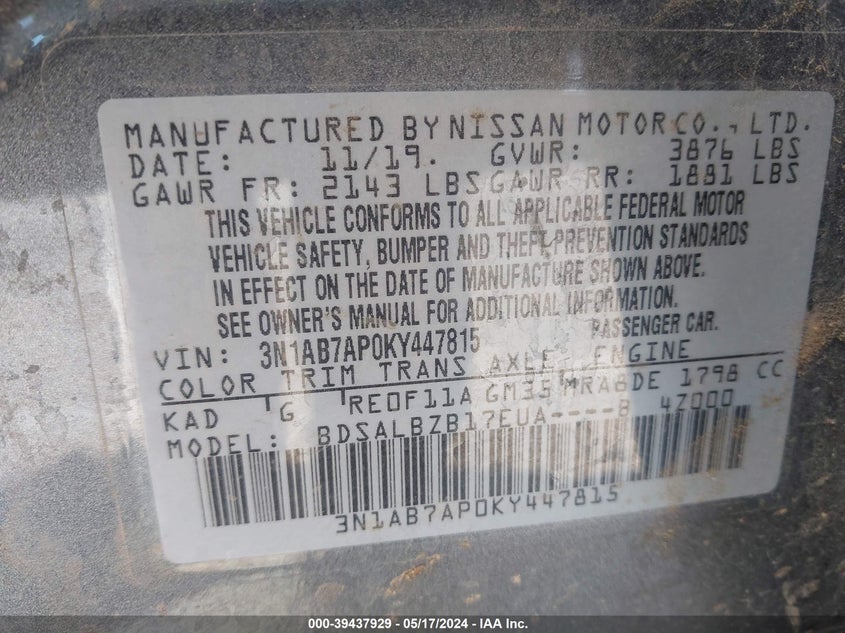 MANUFACTURED BY NISSAN MOTOR CO., LTD.
DATE: 11/19. GVWR: 3876 LBS
GAWR FR: 2143 LBS GAWR RR: 1881 LBS
THIS VEHICLE CONFORMS TO ALL APPLICABLE FEDERAL MOTOR
VEHICLE SAFETY, BUMPER AND THEFT PREVENTION STANDARDS
IN EFFECT ON THE DATE OF MANUFACTURE SHOWN ABOVE.
SEE OWNER'S MANUAL FOR ADDITIONAL INFORMATION.
VIN: 3N1AB7AP0KY447815 PASSENGER CAR.
COLOR TRIM TRANS AXLE ENGINE
KAD G RE0F11A GM35 MRA8DE 1798 CC
MODEL: BDSALBZB17EUA----B 4Z000
3N1AB7AP0KY447815
000-39437929 - 05/17/2024 - IAA Inc.